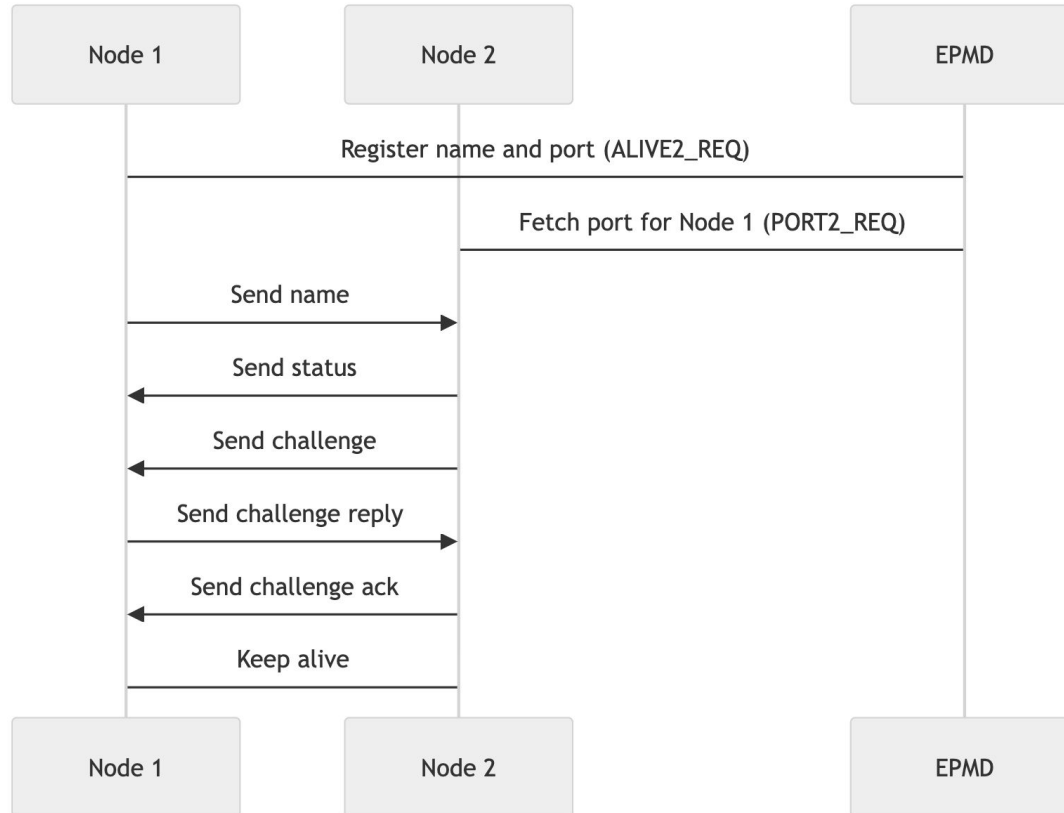 Node 1
Node 2
EPMD
Register name and port (ALIVE2_REQ)
Fetch port for Node 1 (PORT2_REQ)
Send name
Send status
Send challenge
Send challenge reply
Send challenge ack
Keep alive
Node 1
Node 2
EPMD